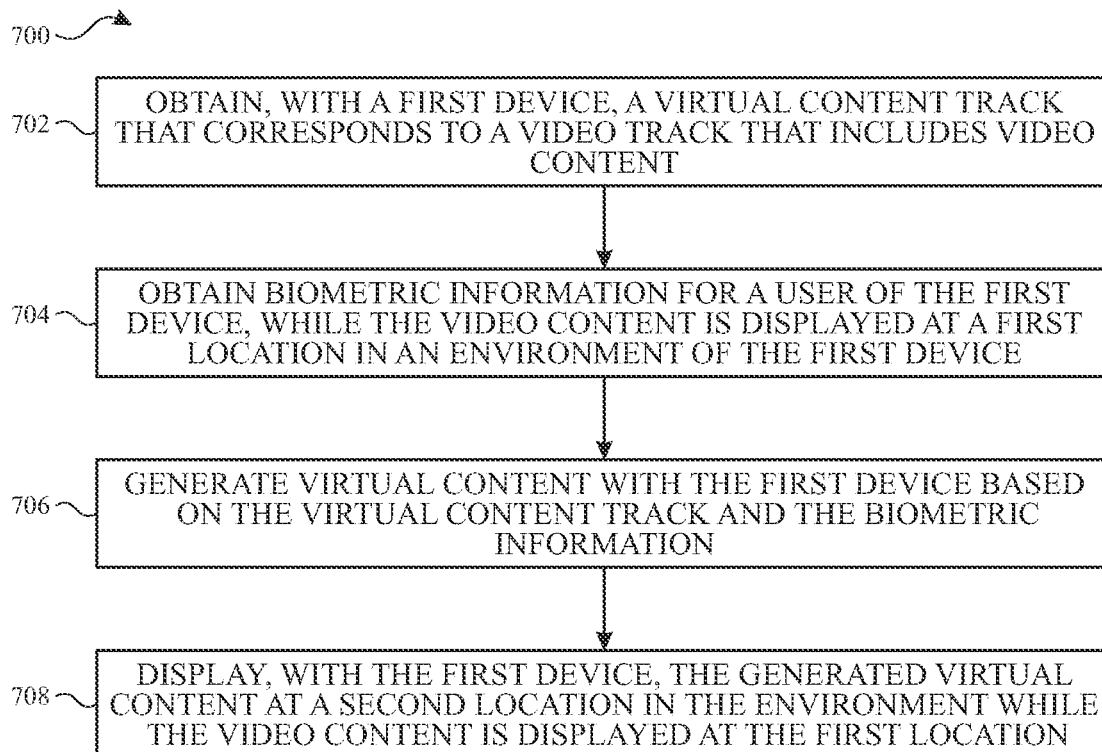 700
702
OBTAIN, WITH A FIRST DEVICE, A VIRTUAL CONTENT TRACK
THAT CORRESPONDS TO A VIDEO TRACK THAT INCLUDES VIDEO
CONTENT
704
OBTAIN BIOMETRIC INFORMATION FOR A USER OF THE FIRST
DEVICE, WHILE THE VIDEO CONTENT IS DISPLAYED AT A FIRST
LOCATION IN AN ENVIRONMENT OF THE FIRST DEVICE
706
GENERATE VIRTUAL CONTENT WITH THE FIRST DEVICE BASED
ON THE VIRTUAL CONTENT TRACK AND THE BIOMETRIC
INFORMATION
708
DISPLAY, WITH THE FIRST DEVICE, THE GENERATED VIRTUAL
CONTENT AT A SECOND LOCATION IN THE ENVIRONMENT WHILE
THE VIDEO CONTENT IS DISPLAYED AT THE FIRST LOCATION